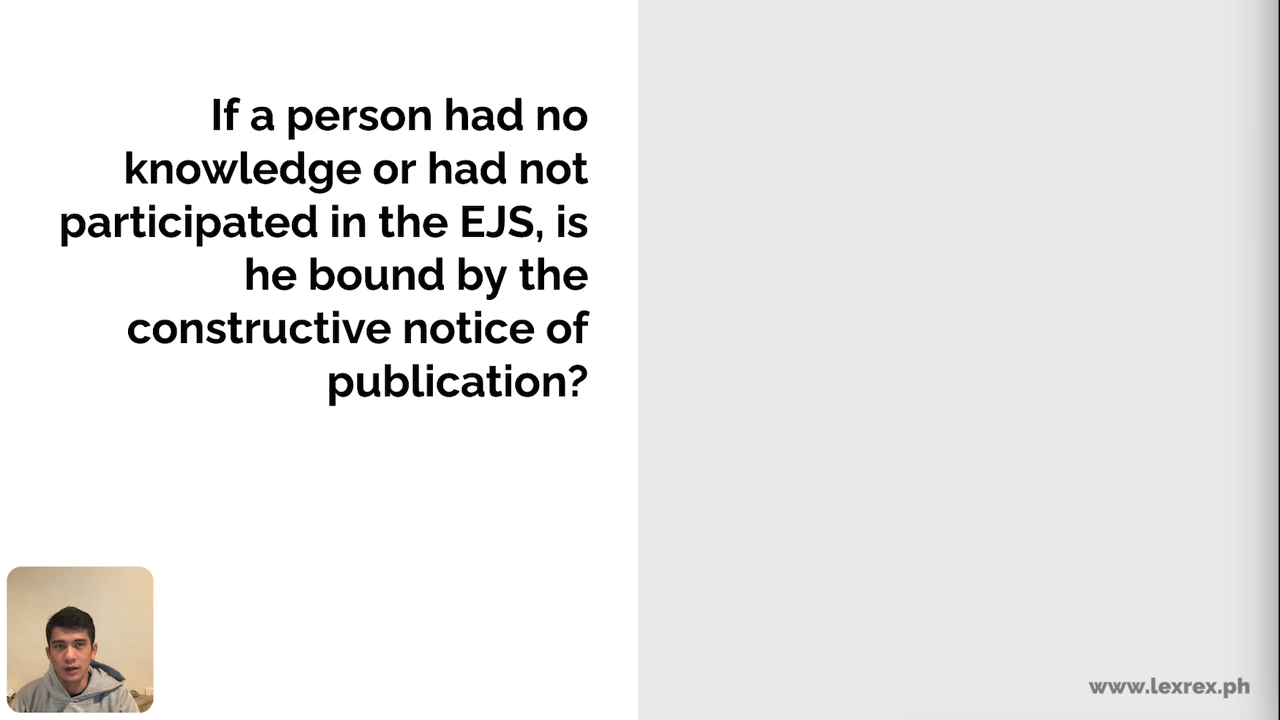 If a person had no
knowledge or had not
participated in the EJS, is
he bound by the
constructive notice of
publication?
www.lexrex.ph